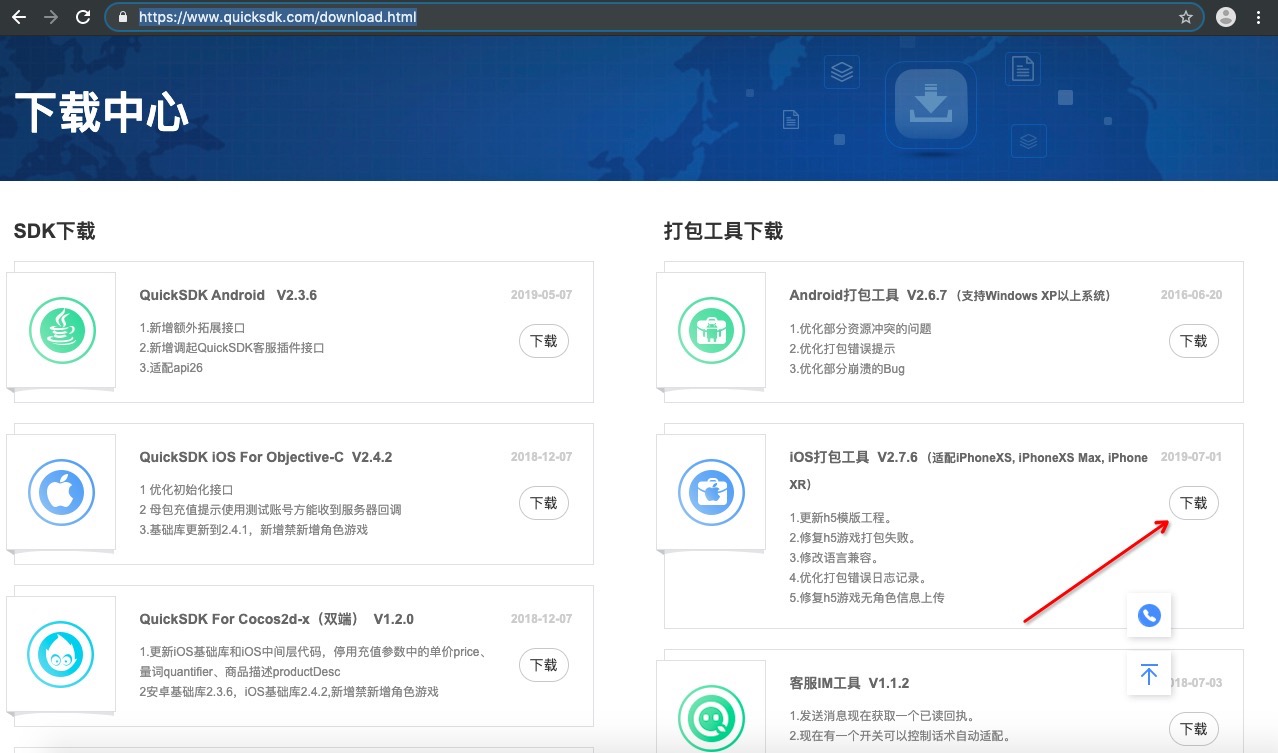 https://www.quicksdk.com/download.html
下载中心
SDK下载
QuickSDK Android V2.3.6
2019-05-07
1.新增额外拓展接口
2.新增调起QuickSDK客服插件接口
3.适配api26
下载
QuickSDK iOS For Objective-C V2.4.2
2018-12-07
1 优化初始化接口
2 母包充值提示使用测试账号方能收到服务器回调
3.基础库更新到2.4.1，新增禁新增角色游戏
下载
QuickSDK For Cocos2d-x（双端） V1.2.0
2018-12-07
1.更新iOS基础库和iOS中间层代码，停用充值参数中的单价price、
量词quantifier、商品描述productDesc
2安卓基础库2.3.6，iOS基础库2.4.2,新增禁新增角色游戏
下载
打包工具下载
Android打包工具 V2.6.7（支持Windows XP以上系统）
2016-06-20
1.优化部分资源冲突的问题
2.优化打包错误提示
3.优化部分崩溃的Bug
下载
iOS打包工具 V2.7.6（适配iPhoneXS, iPhoneXS Max, iPhone
XR）
2019-07-01
1.更新h5模版工程。
2.修复h5游戏打包失败。
3.修改语言兼容。
4.优化打包错误日志记录。
5.修复h5游戏无角色信息上传
下载
客服IM工具 V1.1.2
18-07-03
1.发送消息现在获取一个已读回执。
2.现在有一个开关可以控制话术自动适配。
下载